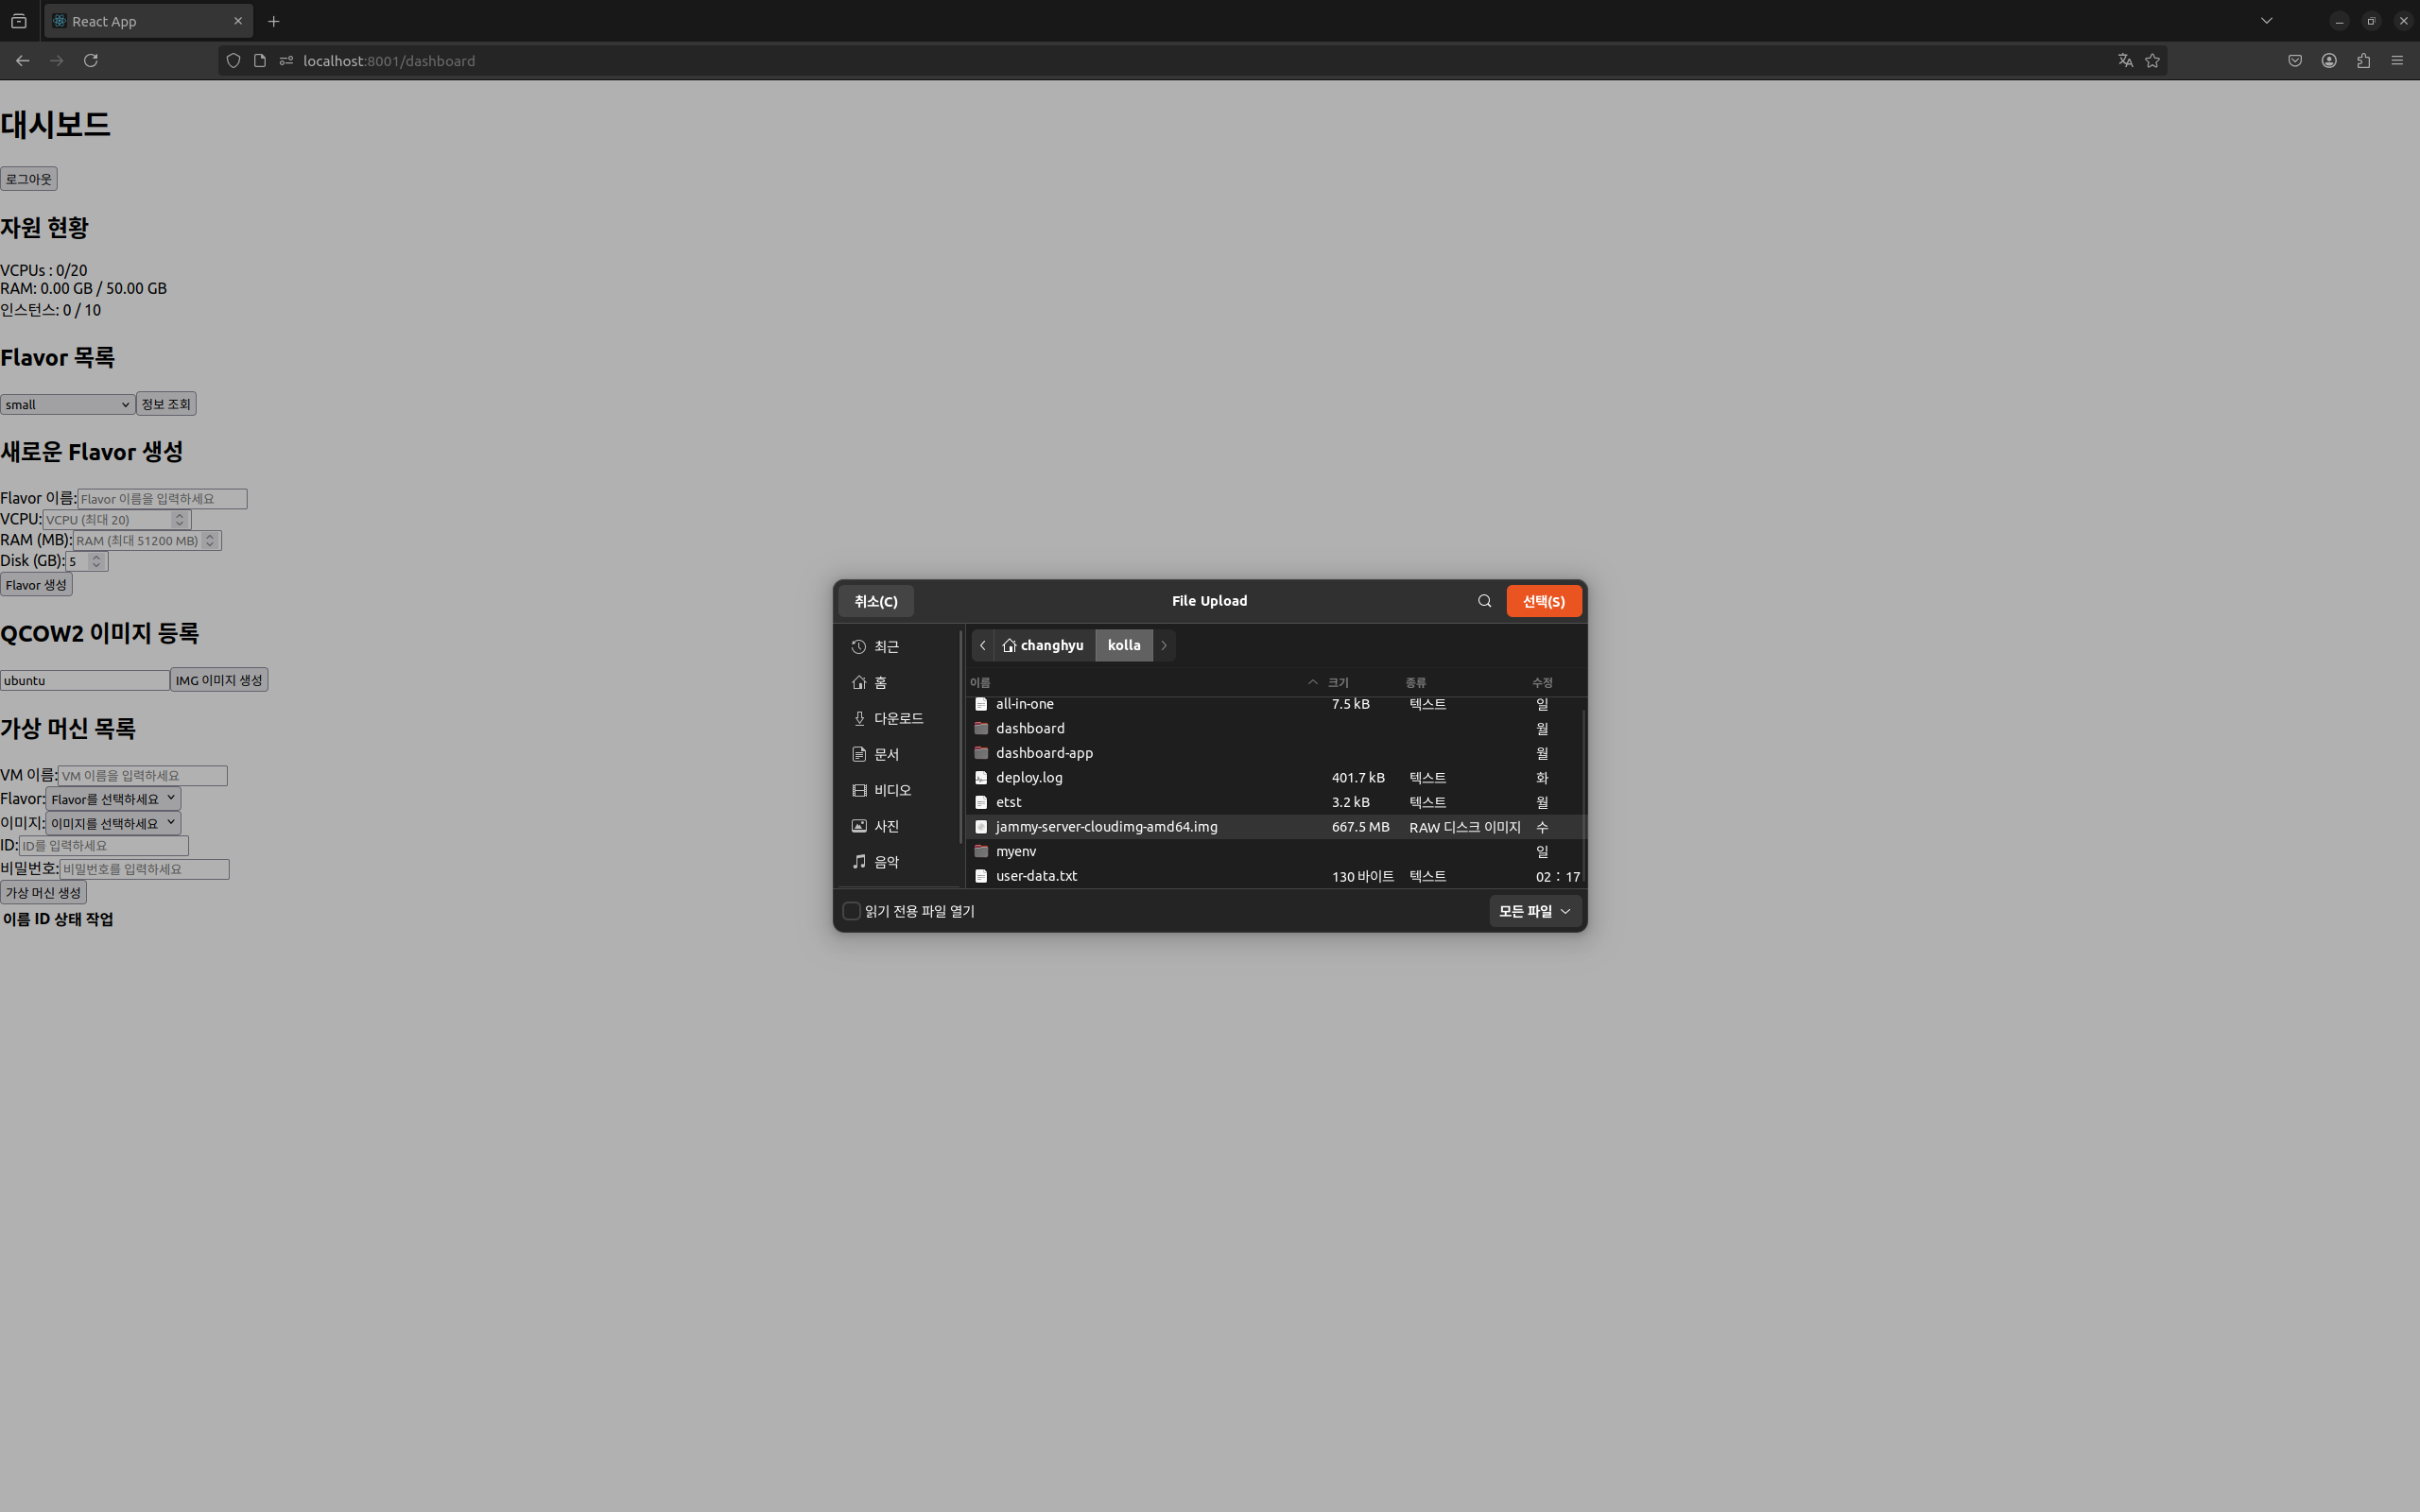 React App
localhost:8001/dashboard
대시보드
로그아웃
자원 현황
VCPUs : 0/20
RAM: 0.00 GB / 50.00 GB
인스턴스: 0 / 10
Flavor 목록
small 정보 조회
새로운 Flavor 생성
Flavor 이름: Flavor 이름을 입력하세요
VCPU: VCPU (최대 20)
RAM (MB): RAM (최대 51200 MB)
Disk (GB): 5
Flavor 생성
QCOW2 이미지 등록
ubuntu IMG 이미지 생성
가상 머신 목록
VM 이름: VM 이름을 입력하세요
Flavor: Flavor를 선택하세요
이미지: 이미지를 선택하세요
ID: ID를 입력하세요
비밀번호: 비밀번호를 입력하세요
가상 머신 생성
이름 ID 상태 작업
취소(C) File Upload 선택(S)
최근
홈
다운로드
문서
비디오
사진
음악
changhyu kolla
이름 크기 종류 수정
all-in-one 7.5 kB 텍스트 일
dashboard 월
dashboard-app 월
deploy.log 401.7 kB 텍스트 화
etst 3.2 kB 텍스트 월
jammy-server-cloudimg-amd64.img 667.5 MB RAW 디스크 이미지 수
myenv 일
user-data.txt 130 바이트 텍스트 02：17
읽기 전용 파일 열기 모든 파일